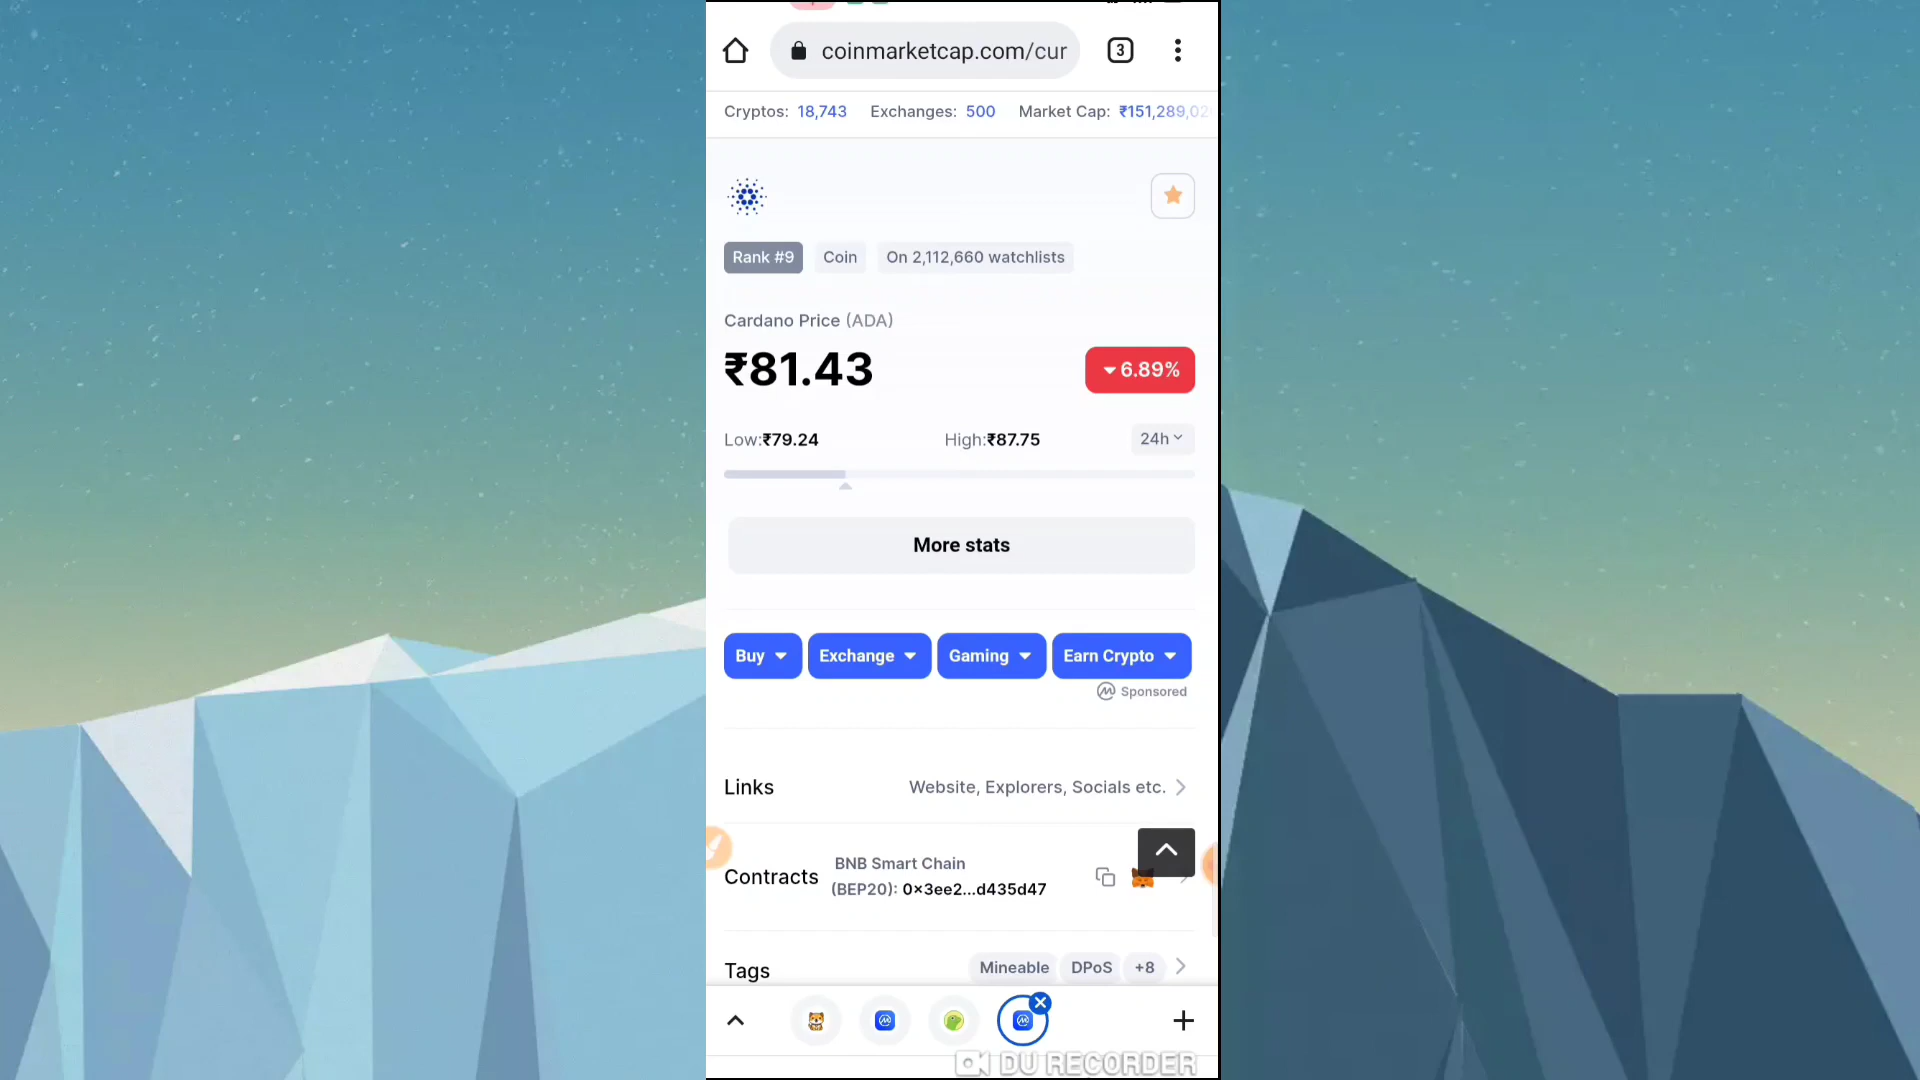 coinmarketcap.com/cur
3
Cryptos: 18,743 Exchanges: 500 Market Cap: ₹151,289,02
Rank #9 Coin On 2,112,660 watchlists
Cardano Price (ADA)
₹81.43
6.89%
Low:₹79.24 High:₹87.75 24h
More stats
Buy Exchange Gaming Earn Crypto
Sponsored
Links Website, Explorers, Socials etc.
Contracts BNB Smart Chain
(BEP20): 0x3ee2...d435d47
Tags Mineable DPoS +8
DU RECORDER